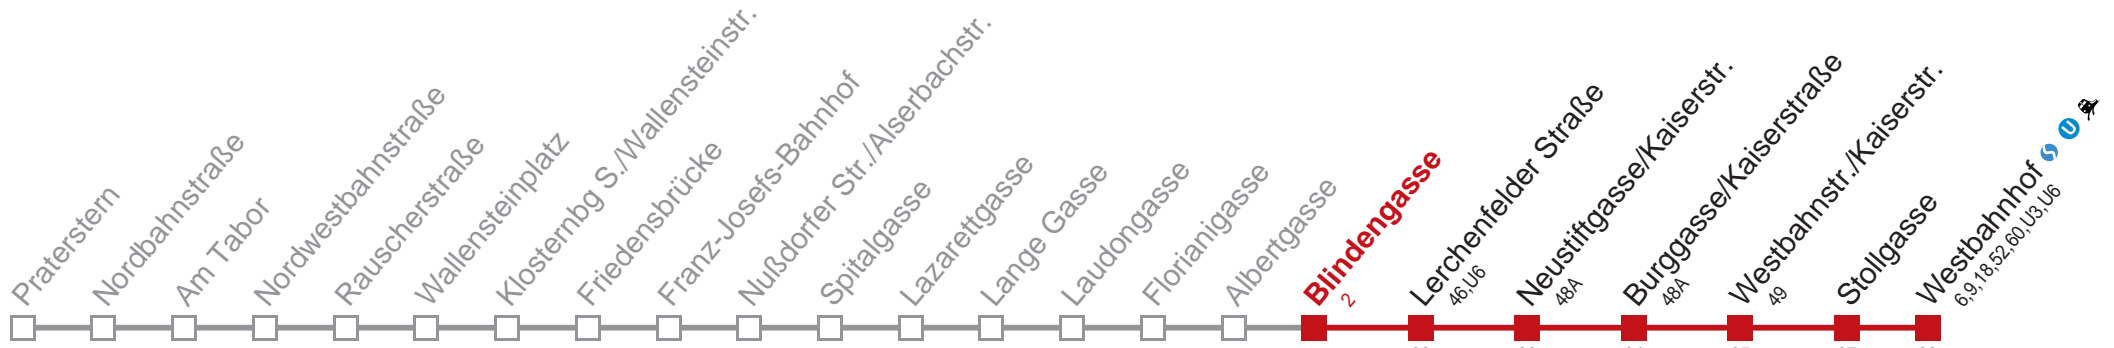 Praterstern
Nordbahnstraße
Am Tabor
Nordwestbahnstraße
Rauscherstraße
Wallensteinplatz
Klosternbg S./Wallensteinstr.
Friedensbrücke
Franz-Josefs-Bahnhof
Nußdorfer Str./Alserbachstr.
Spitalgasse
Lazarettgasse
Lange Gasse
Laudongasse
Florianigasse
Albertgasse
Blindengasse
2
Lerchenfelder Straße
46,U6
Neustiftgasse/Kaiserstr.
48A
Burggasse/Kaiserstraße
48A
Westbahnstr./Kaiserstr.
49
Stollgasse
Westbahnhof S U
6,9,18,52,60,U3,U6